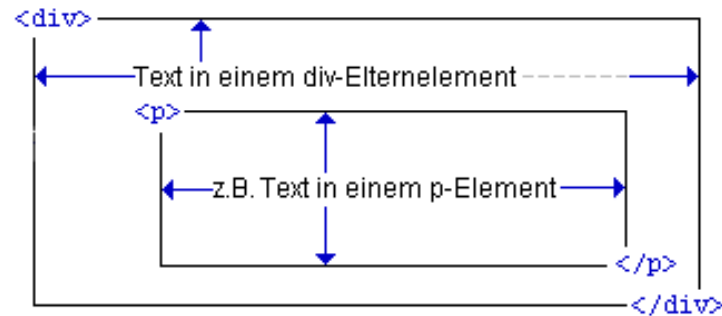 <div>
Text in einem div-Elternelement
<p>
z.B. Text in einem p-Element
</p>
</div>